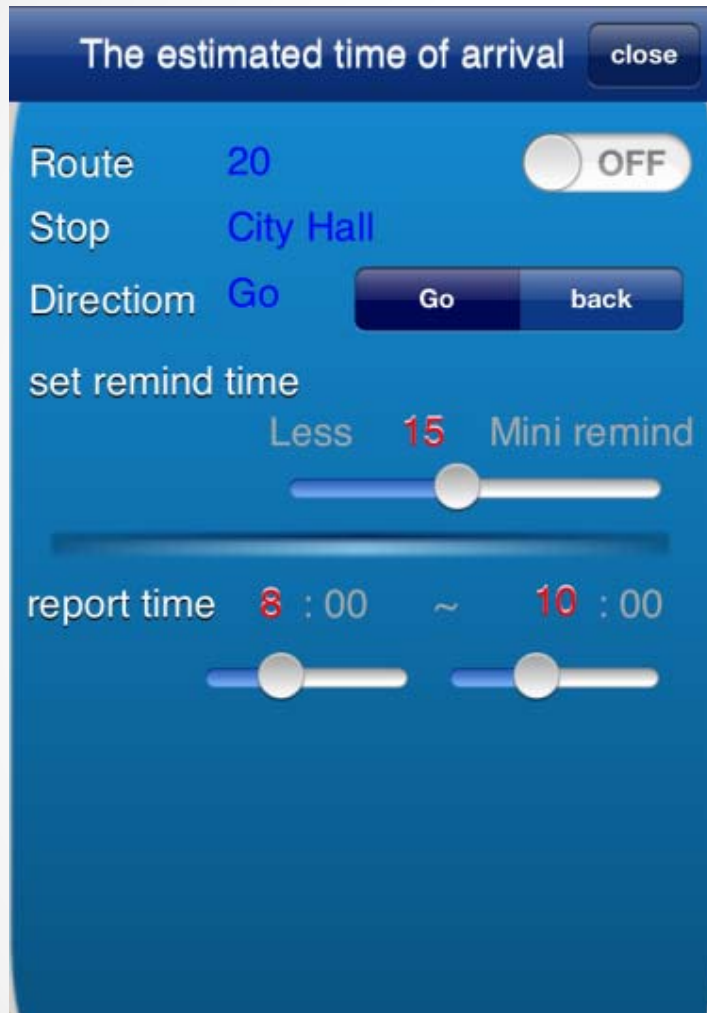 The estimated time of arrival close
Route 20 OFF
Stop City Hall
Directiom Go Go back
set remind time
Less 15 Mini remind
report time 8 : 00 ~ 10 : 00